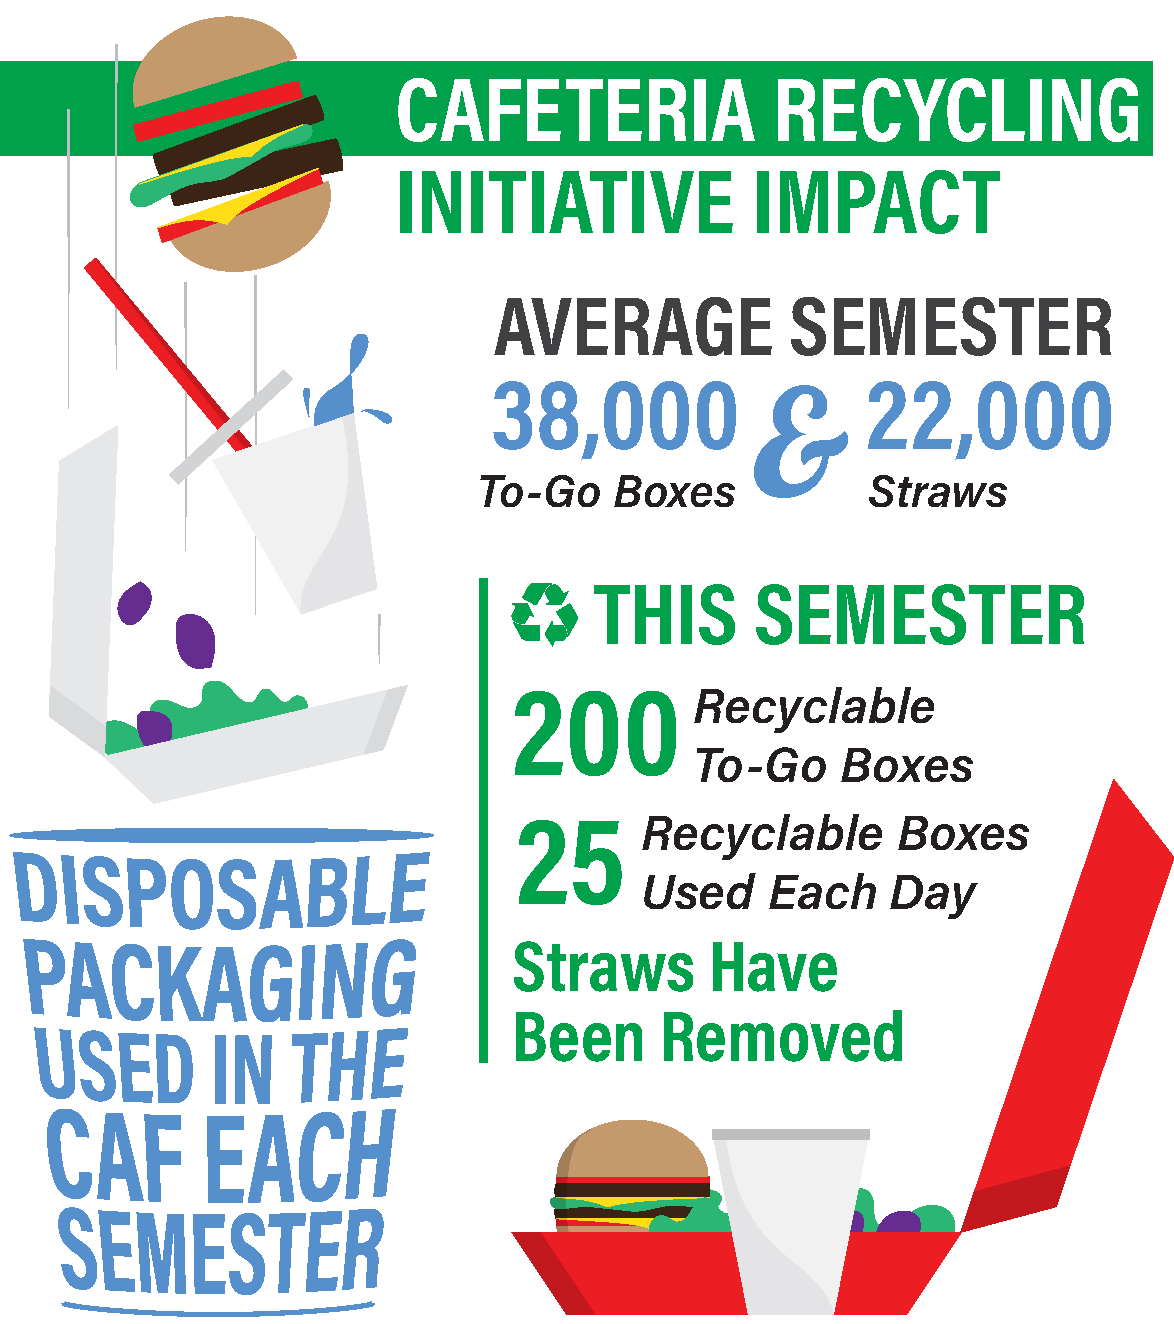 CAFETERIA RECYCLING
INITIATIVE IMPACT
AVERAGE SEMESTER
38,000 & 22,000
To-Go Boxes Straws
THIS SEMESTER
200 Recyclable
To-Go Boxes
25 Recyclable Boxes
Used Each Day
Straws Have
Been Removed
DISPOSABLE
PACKAGING
USED IN THE
CAF EACH
SEMESTER